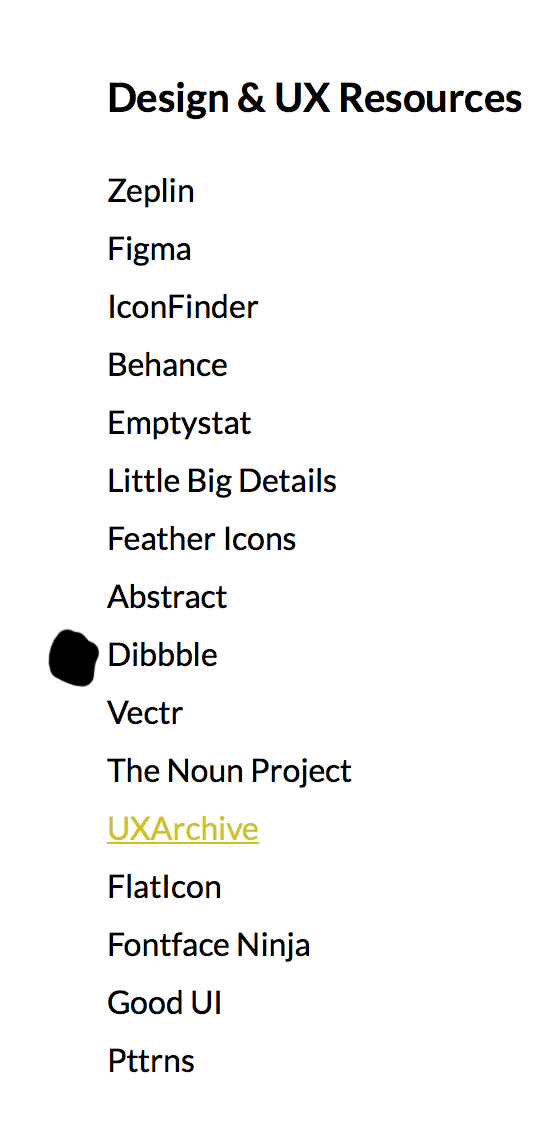 Design & UX Resources
Zeplin
Figma
IconFinder
Behance
Emptystat
Little Big Details
Feather Icons
Abstract
Dibbble
Vectr
The Noun Project
UXArchive
FlatIcon
Fontface Ninja
Good UI
Pttrns